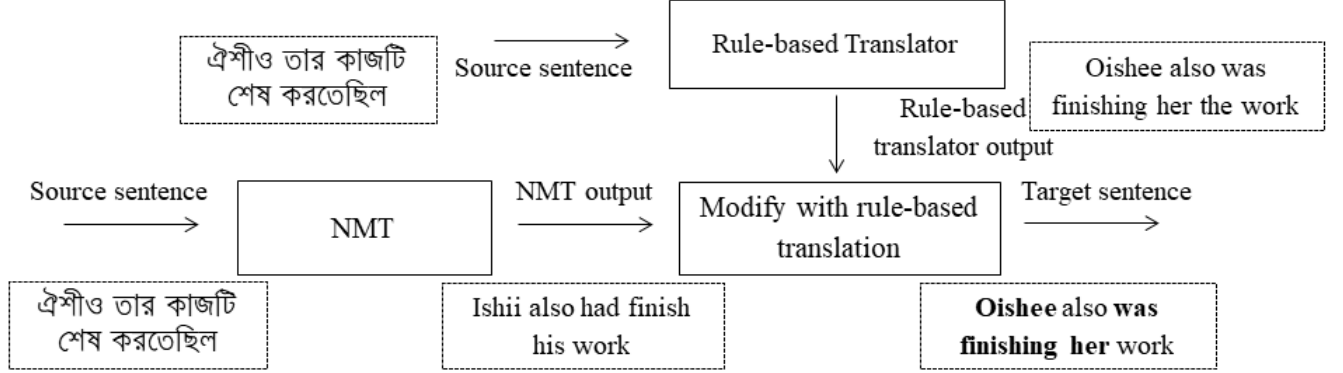 ঐশীও তার কাজটি
শেষ করতেছিল
Source sentence
Rule-based Translator
Oishee also was
finishing her the work
Rule-based
translator output
Source sentence
NMT
NMT output
Modify with rule-based
translation
Target sentence
ঐশীও তার কাজটি
শেষ করতেছিল
Ishii also had finish
his work
Oishee also was
finishing her work